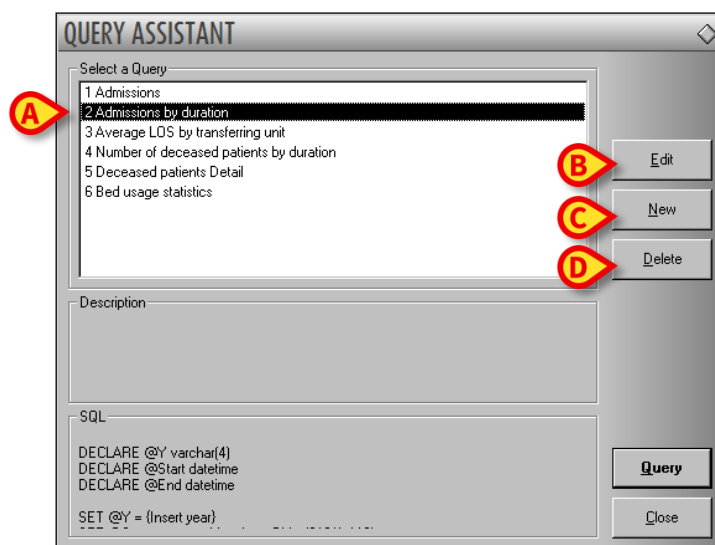 QUERY ASSISTANT
Select a Query
1 Admissions
A
2 Admissions by duration
3 Average LOS by transferring unit
4 Number of deceased patients by duration
5 Deceased patients Detail
6 Bed usage statistics
B
Edit
C
New
D
Delete
Description
SQL
DECLARE @Y varchar(4)
DECLARE @Start datetime
DECLARE @End datetime
SET @Y = {Insert year}
Query
Close